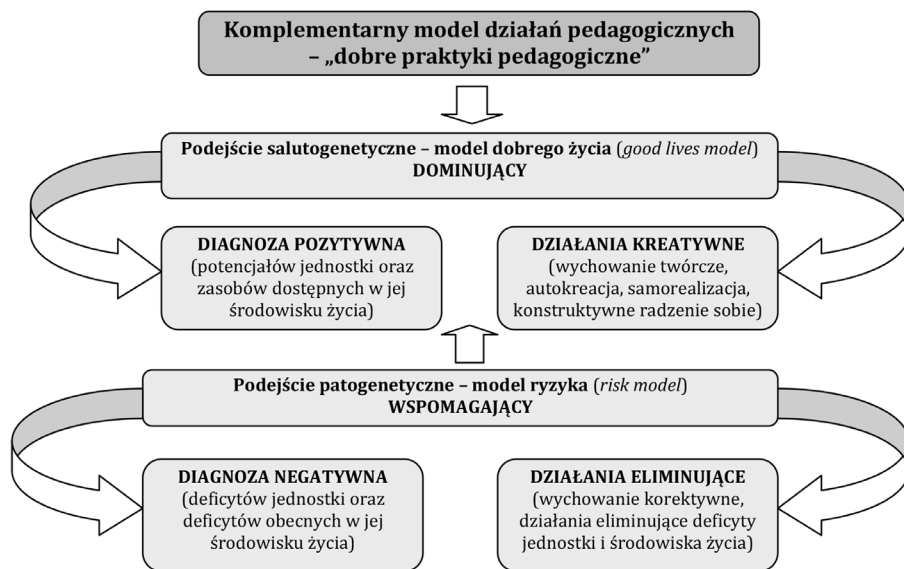 Komplementarny model działań pedagogicznych
– „dobre praktyki pedagogiczne”
Podejście salutogenetyczne – model dobrego życia (good lives model)
DOMINUJĄCY
DIAGNOZA POZYTYWNA
(potencjałów jednostki oraz
zasobów dostępnych w jej
środowisku życia)
DZIAŁANIA KREATYWNE
(wychowanie twórcze,
autokreacja, samorealizacja,
konstruktywne radzenie sobie)
Podejście patogenetyczne – model ryzyka (risk model)
WSPOMAGAJĄCY
DIAGNOZA NEGATYWNA
(deficytów jednostki oraz
deficytów obecnych w jej
środowisku życia)
DZIAŁANIA ELIMINUJĄCE
(wychowanie korektywne,
działania eliminujące deficyty
jednostki i środowiska życia)